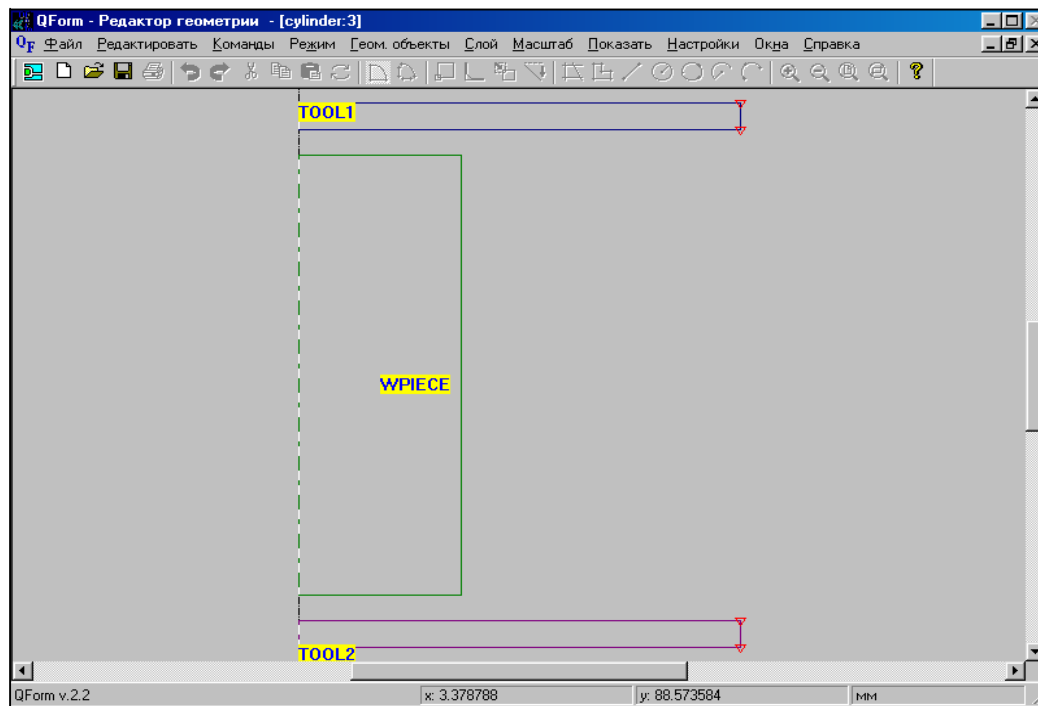 QForm - Редактор геометрии - [cylinder:3]
QF Файл Редактировать Команды Режим Геом. объекты Слой Масштаб Показать Настройки Окна Справка
TOOL1
WPIECE
TOOL2
QForm v.2.2 x: 3.378788 y: 88.573584 мм